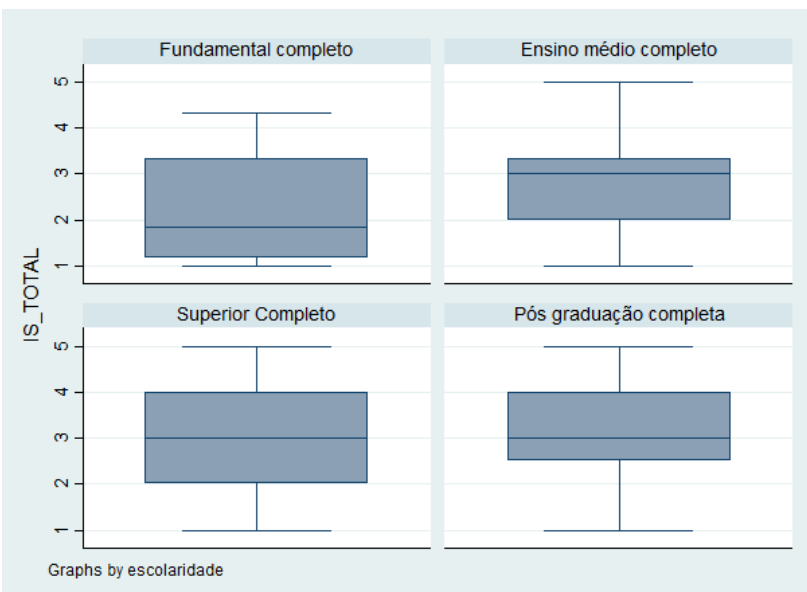 Fundamental completo
Ensino médio completo
5
4
3
2
1
Superior Completo
Pós graduação completa
5
4
3
2
1
IS_TOTAL
Graphs by escolaridade